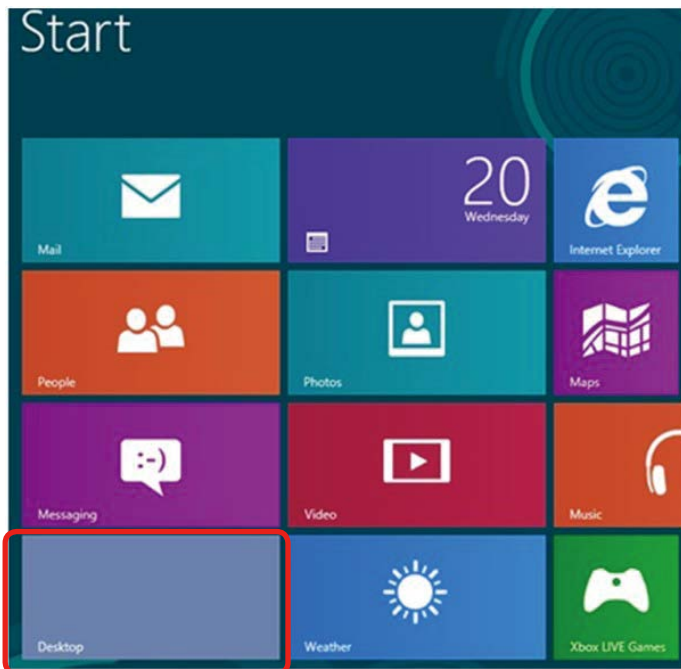 Start
Mail
20
Wednesday
Internet Explorer
People
Photos
Maps
:-)
Messaging
Video
Music
Desktop
Weather
Xbox LIVE Games